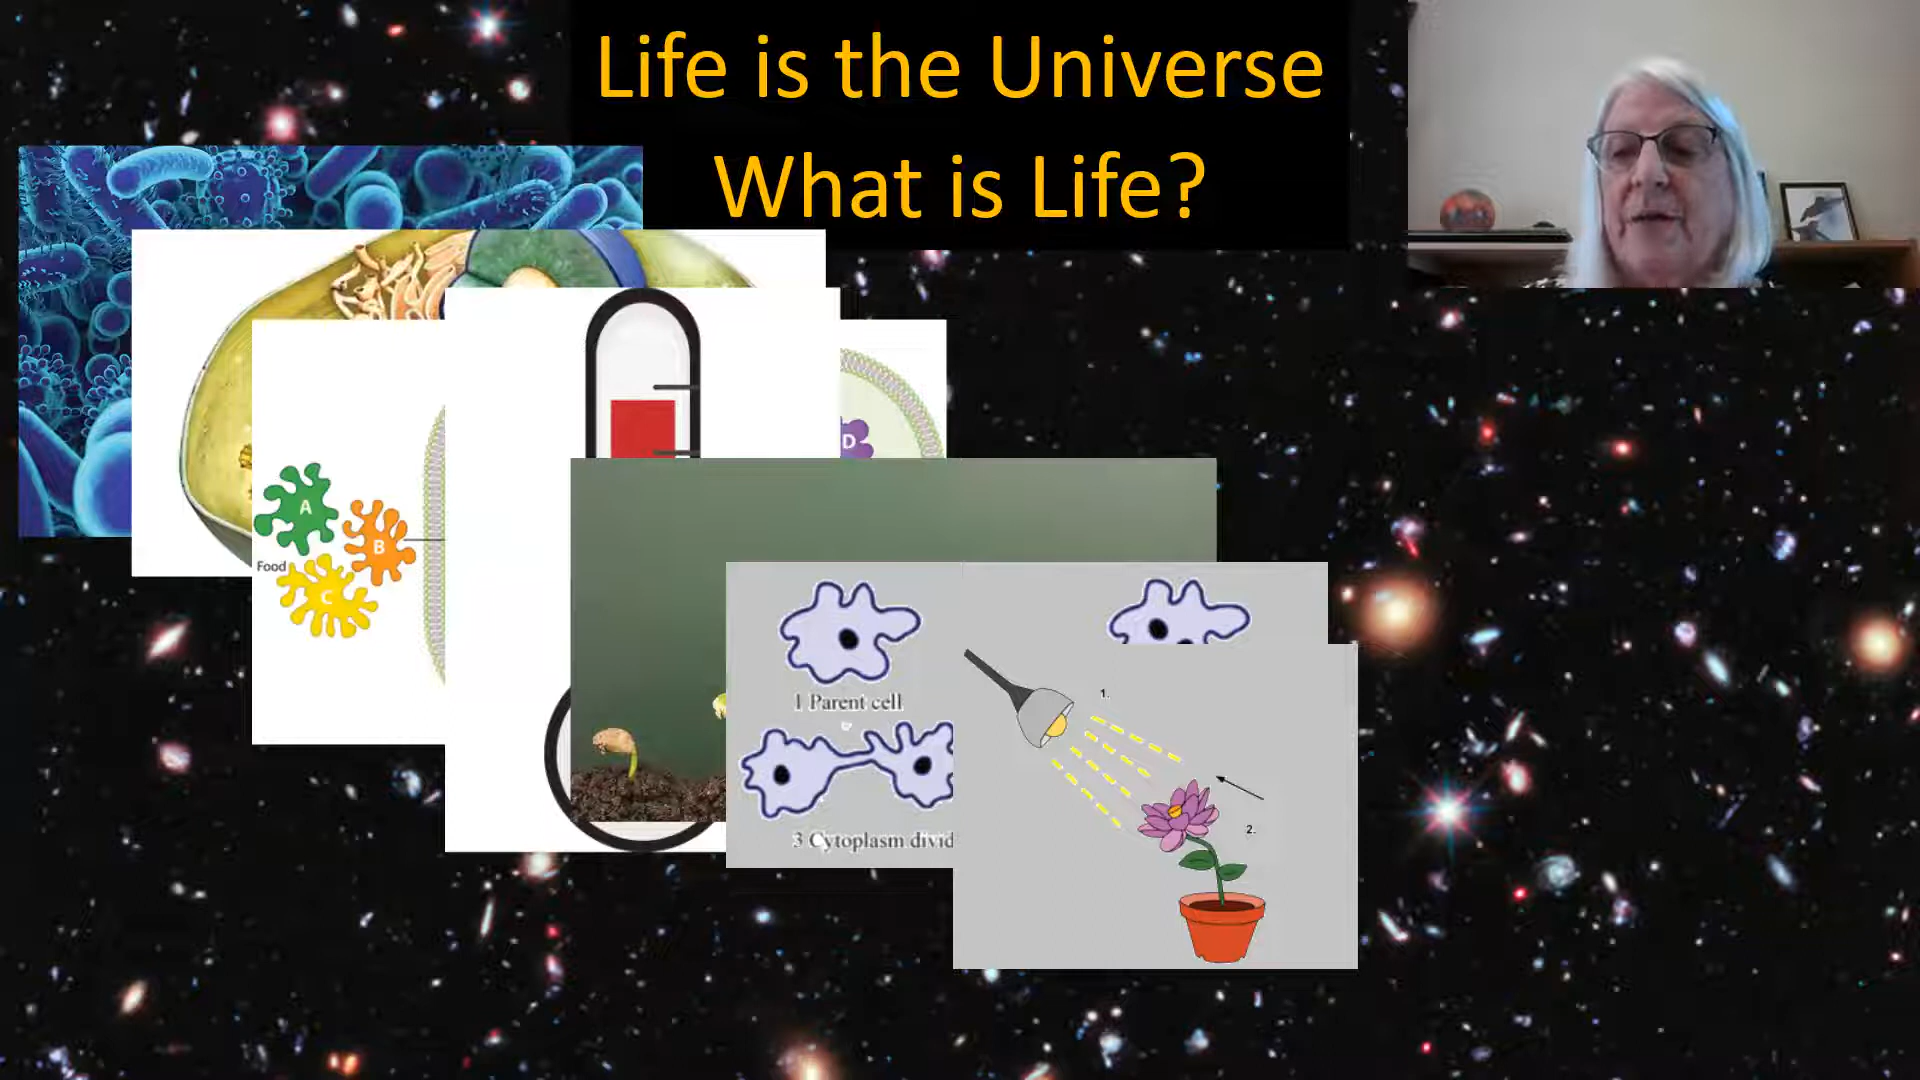 Life is the Universe
What is Life?
D
A
B
Food
C
1 Parent cell
3 Cytoplasm divid
1.
2.